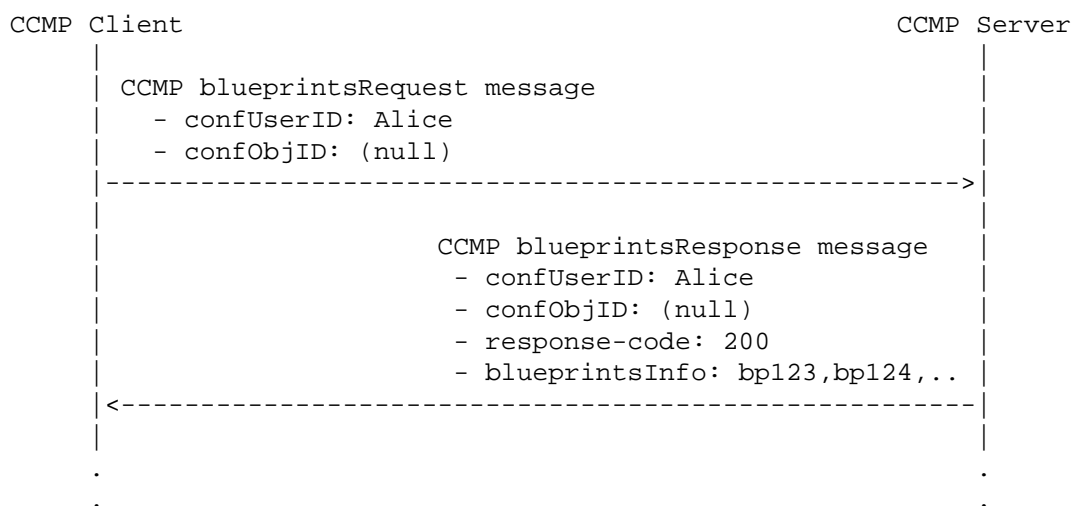 CCMP Client CCMP Server
CCMP blueprintsRequest message
- confUserID: Alice
- confObjID: (null)
CCMP blueprintsResponse message
- confUserID: Alice
- confObjID: (null)
- response-code: 200
- blueprintsInfo: bp123,bp124,..